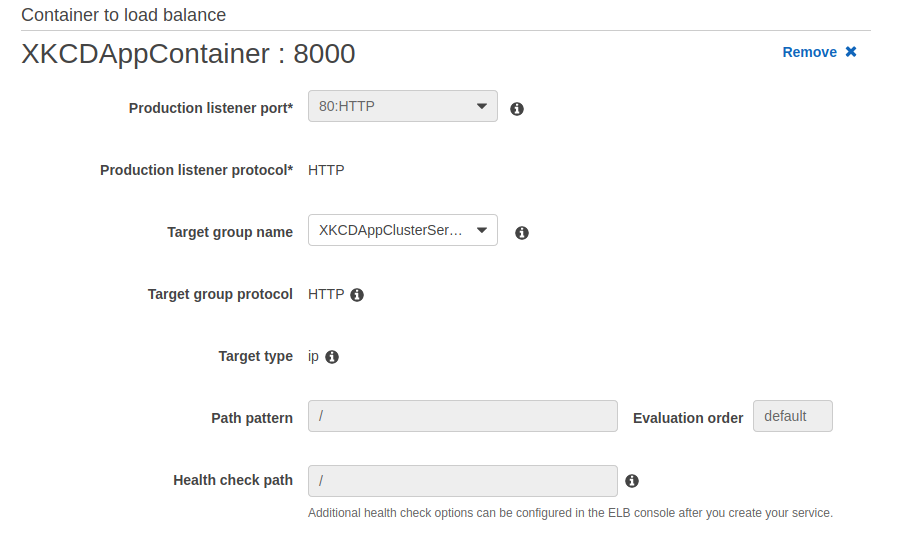 Container to load balance
XKCDAppContainer : 8000
Remove ✖
Production listener port* 80:HTTP
Production listener protocol* HTTP
Target group name XKCDAppClusterSer...
Target group protocol HTTP
Target type ip
Path pattern / Evaluation order default
Health check path /
Additional health check options can be configured in the ELB console after you create your service.